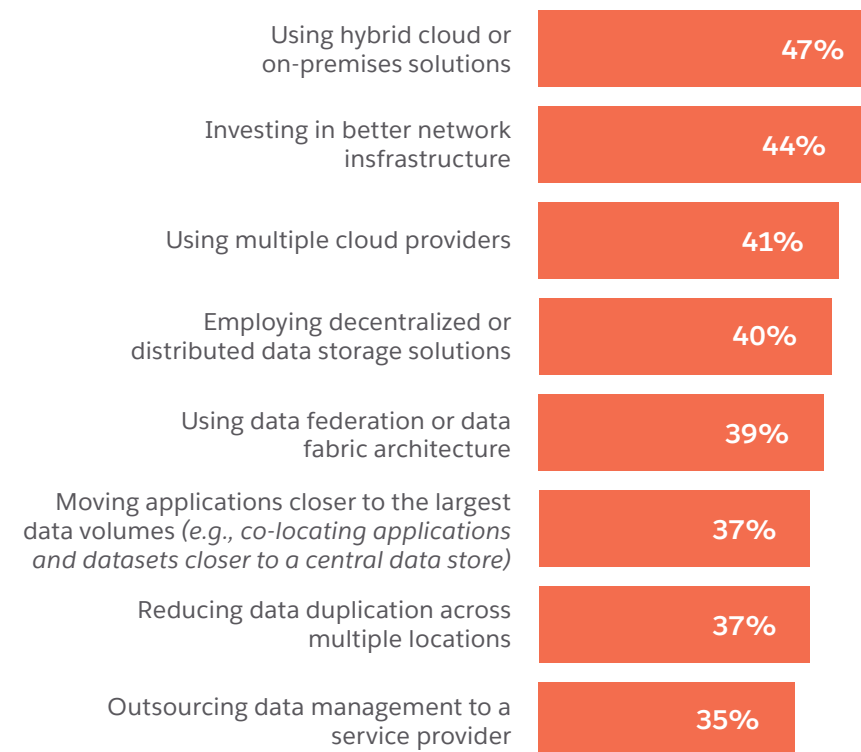 Using hybrid cloud or
on-premises solutions
47%
Investing in better network
insfrastructure
44%
Using multiple cloud providers
41%
Employing decentralized or
distributed data storage solutions
40%
Using data federation or data
fabric architecture
39%
Moving applications closer to the largest
data volumes (e.g., co-locating applications
and datasets closer to a central data store)
37%
Reducing data duplication across
multiple locations
37%
Outsourcing data management to a
service provider
35%